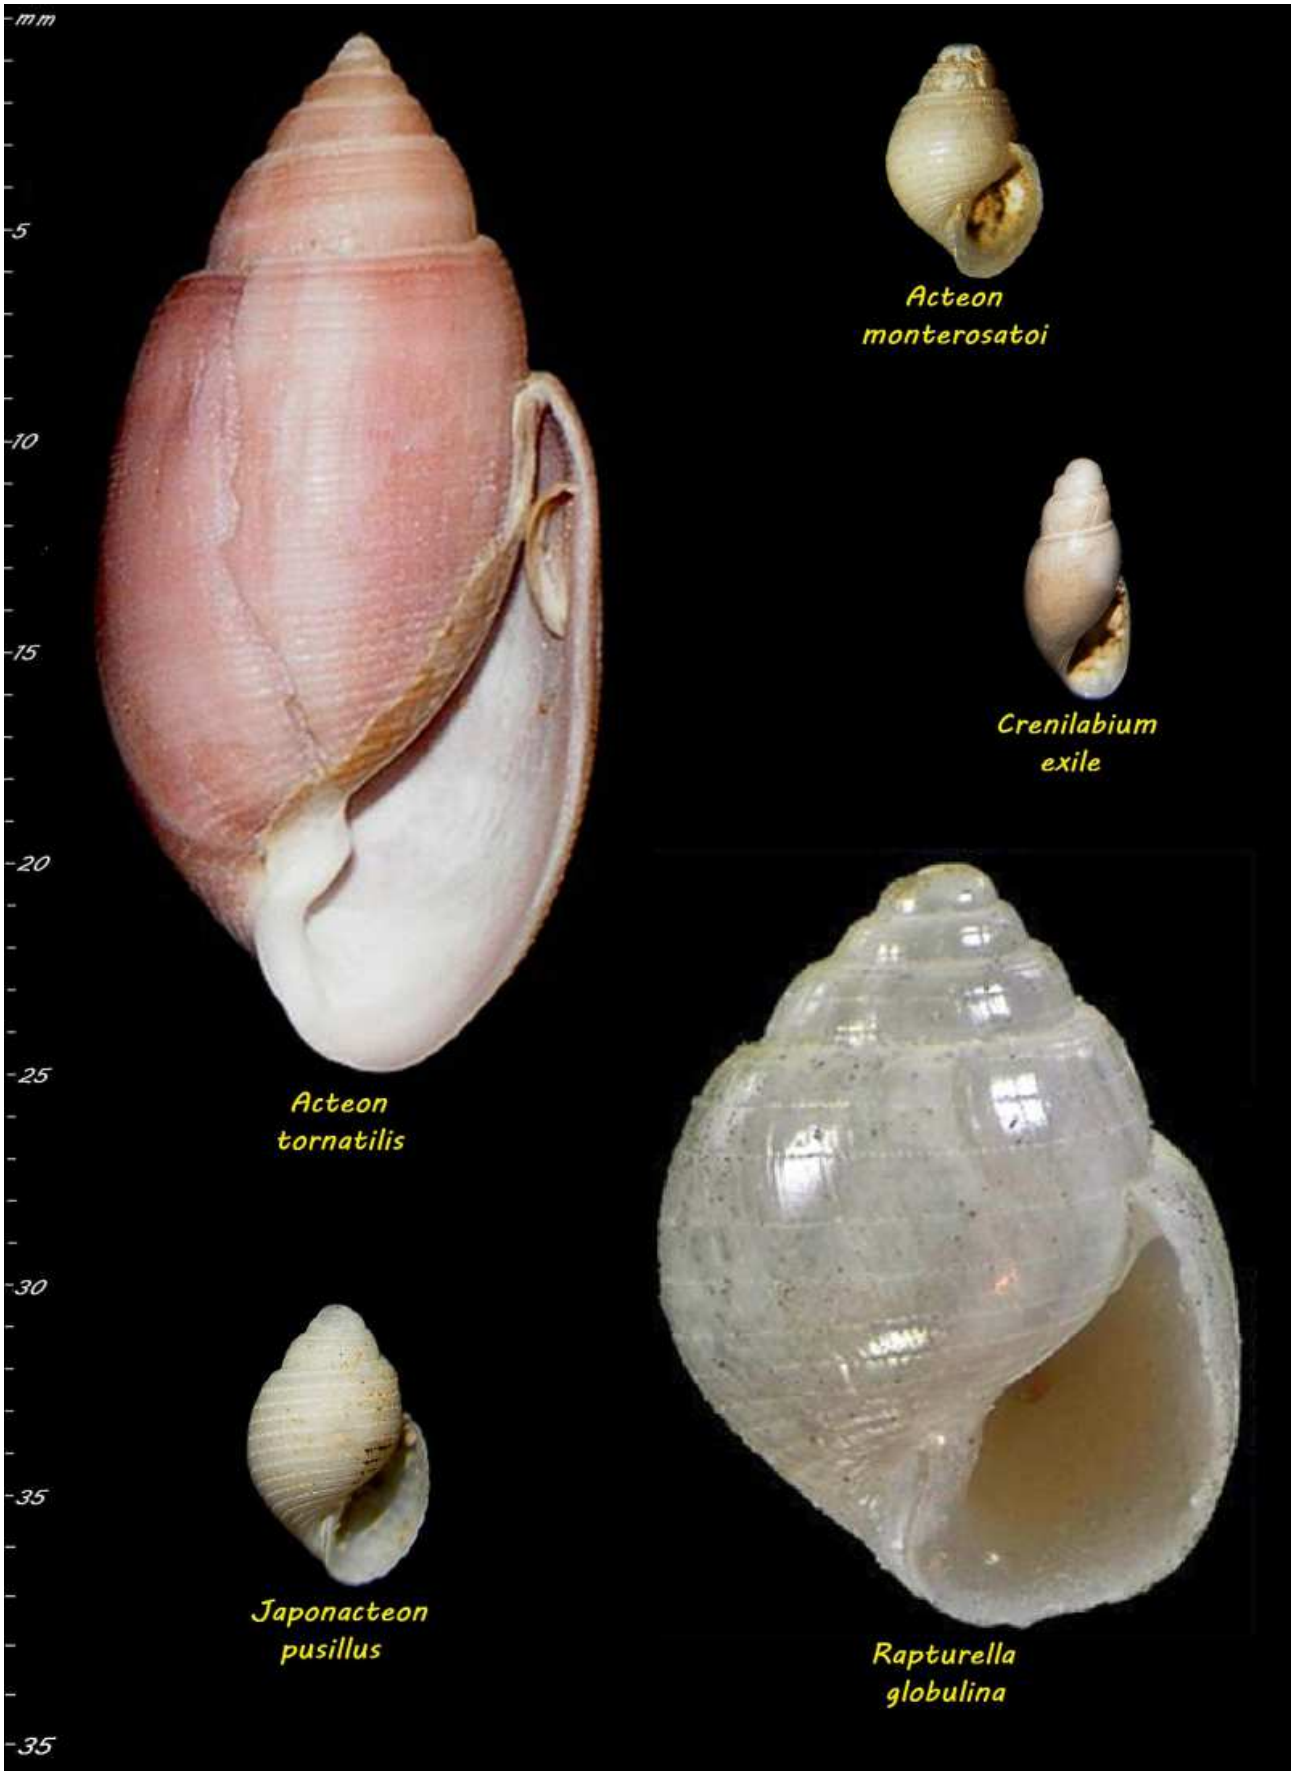 mm
5
10
15
20
25
30
35
35
Acteon
monterosatoi
Crenilabium
exile
Acteon
tornatilis
Japonacteon
pusillus
Rapturella
globulina